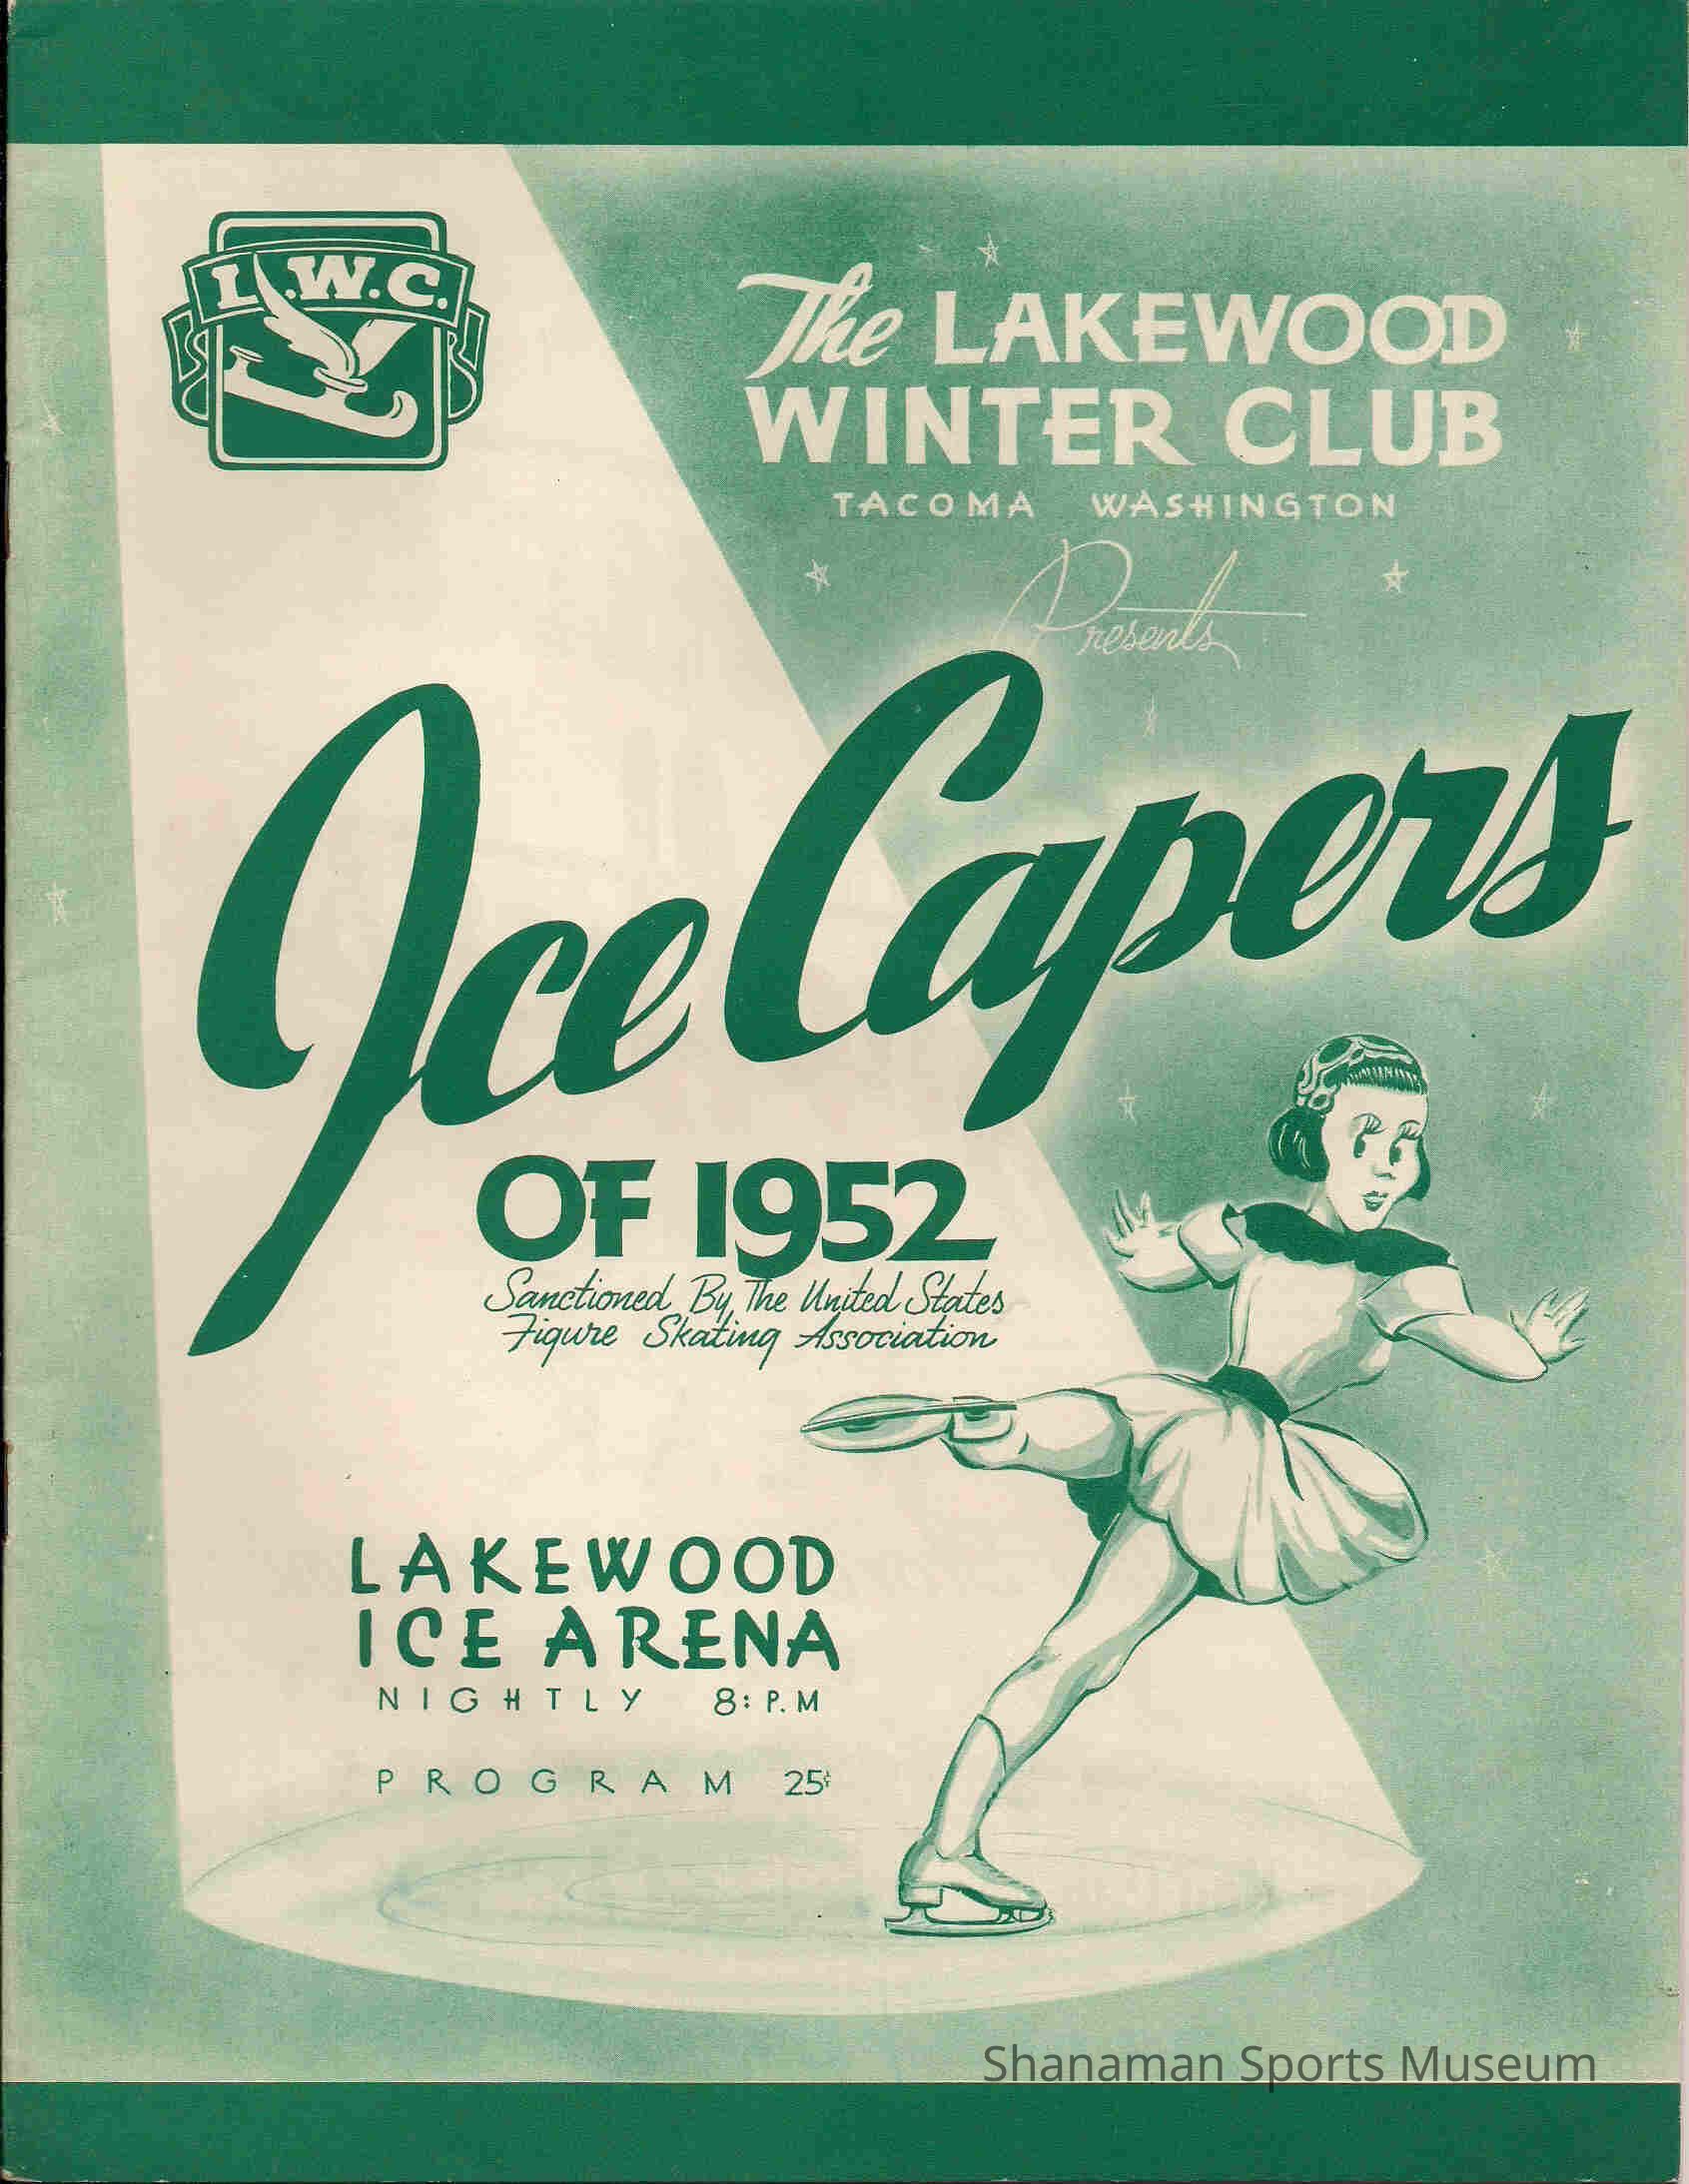 L.W.C.
The LAKEWOOD
WINTER CLUB
TACOMA WASHINGTON
Presents
Ice Capers
OF 1952
Sanctioned By The United States
Figure Skating Association
LAKEWOOD
ICE ARENA
NIGHTLY 8: P.M
PROGRAM 25¢
Shanaman Sports Museum